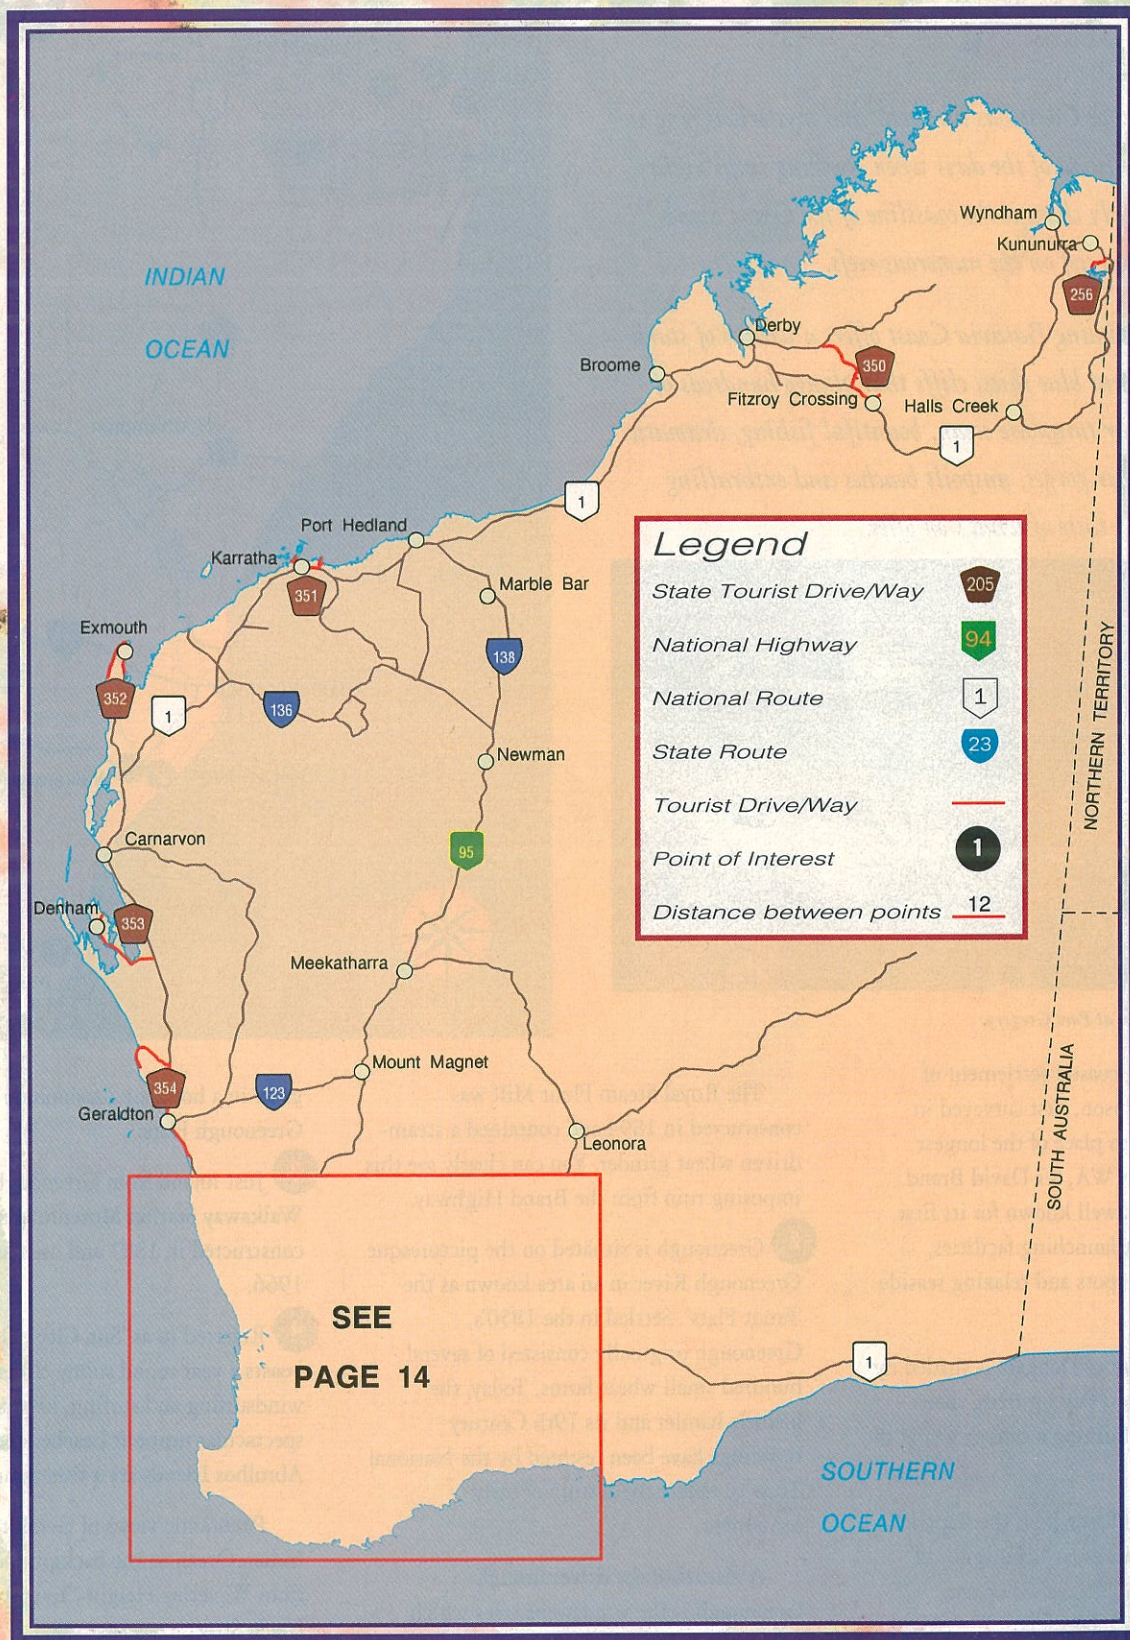 INDIAN
OCEAN
Wyndham
Kununurra
256
Derby
Broome
350
Fitzroy Crossing
Halls Creek
1
1
Port Hedland
Karratha
351
Marble Bar
Exmouth
138
352
1
136
Newman
Carnarvon
95
Denham
353
Meekatharra
Mount Magnet
354
123
Geraldton
Leonora
SEE
PAGE 14
1
SOUTHERN
OCEAN
NORTHERN TERRITORY
SOUTH AUSTRALIA
Legend
State Tourist Drive/Way 205
National Highway 94
National Route 1
State Route 23
Tourist Drive/Way
Point of Interest 1
Distance between points 12